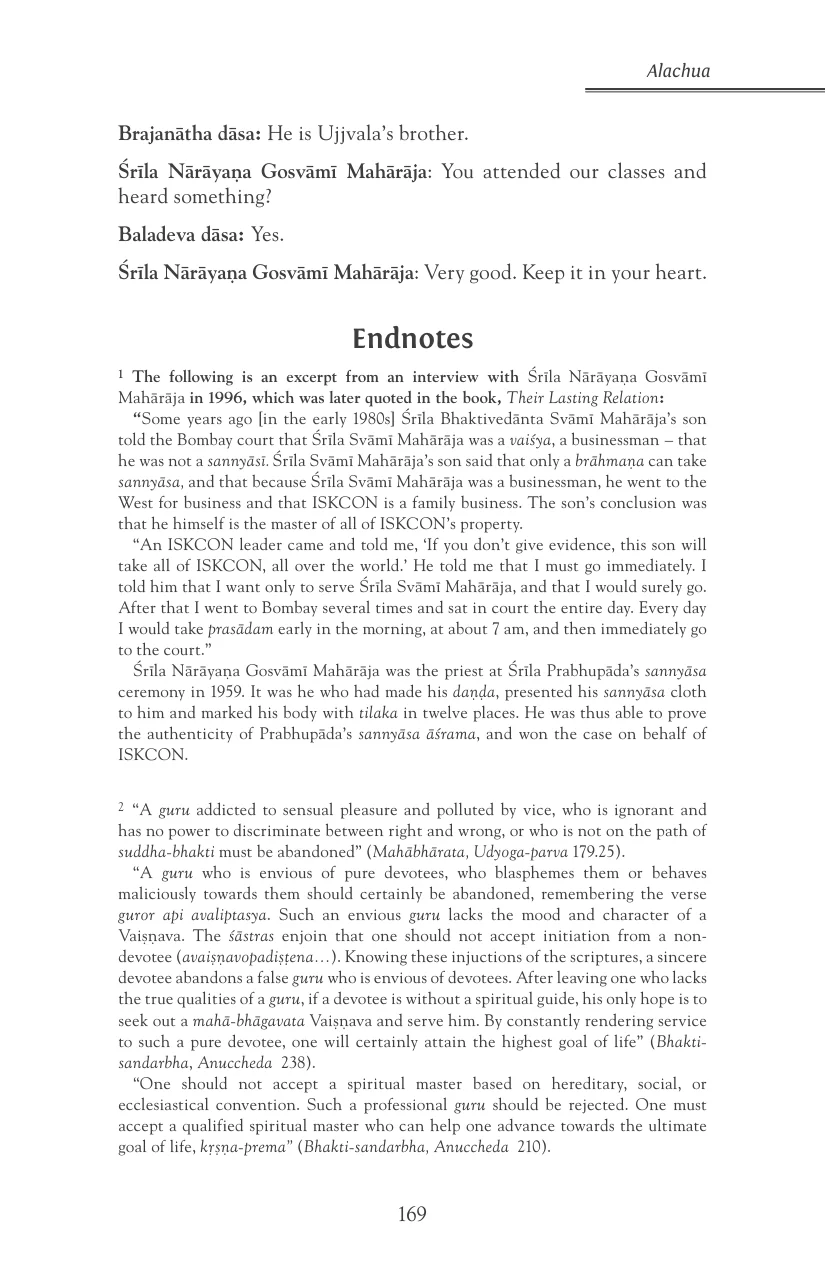 Alachua
Brajanātha dāsa: He is Ujjvala’s brother.
Śrīla Nārāyaṇa Gosvāmī Mahārāja: You attended our classes and
heard something?
Baladeva dāsa: Yes.
Śrīla Nārāyaṇa Gosvāmī Mahārāja: Very good. Keep it in your heart.
Endnotes
¹ The following is an excerpt from an interview with Śrīla Nārāyaṇa Gosvāmī
Mahārāja in 1996, which was later quoted in the book, Their Lasting Relation:
“Some years ago [in the early 1980s] Śrīla Bhaktivedānta Svāmī Mahārāja’s son
told the Bombay court that Śrīla Svāmī Mahārāja was a vaiśya, a businessman – that
he was not a sannyāsī. Śrīla Svāmī Mahārāja’s son said that only a brāhmaṇa can take
sannyāsa, and that because Śrīla Svāmī Mahārāja was a businessman, he went to the
West for business and that ISKCON is a family business. The son’s conclusion was
that he himself is the master of all of ISKCON’s property.
“An ISKCON leader came and told me, ‘If you don’t give evidence, this son will
take all of ISKCON, all over the world.’ He told me that I must go immediately. I
told him that I want only to serve Śrīla Svāmī Mahārāja, and that I would surely go.
After that I went to Bombay several times and sat in court the entire day. Every day
I would take prasādam early in the morning, at about 7 am, and then immediately go
to the court.”
Śrīla Nārāyaṇa Gosvāmī Mahārāja was the priest at Śrīla Prabhupāda’s sannyāsa
ceremony in 1959. It was he who had made his daṇḍa, presented his sannyāsa cloth
to him and marked his body with tilaka in twelve places. He was thus able to prove
the authenticity of Prabhupāda’s sannyāsa āśrama, and won the case on behalf of
ISKCON.
2 “A guru addicted to sensual pleasure and polluted by vice, who is ignorant and
has no power to discriminate between right and wrong, or who is not on the path of
suddha-bhakti must be abandoned” (Mahābhārata, Udyoga-parva 179.25).
“A guru who is envious of pure devotees, who blasphemes them or behaves
maliciously towards them should certainly be abandoned, remembering the verse
guror api avaliptasya. Such an envious guru lacks the mood and character of a
Vaiṣṇava. The śāstras enjoin that one should not accept initiation from a non-
devotee (avaiṣṇavopadiṣṭena…). Knowing these injuctions of the scriptures, a sincere
devotee abandons a false guru who is envious of devotees. After leaving one who lacks
the true qualities of a guru, if a devotee is without a spiritual guide, his only hope is to
seek out a mahā-bhāgavata Vaiṣṇava and serve him. By constantly rendering service
to such a pure devotee, one will certainly attain the highest goal of life” (Bhakti-
sandarbha, Anuccheda 238).
“One should not accept a spiritual master based on hereditary, social, or
ecclesiastical convention. Such a professional guru should be rejected. One must
accept a qualified spiritual master who can help one advance towards the ultimate
goal of life, kṛṣṇa-prema” (Bhakti-sandarbha, Anuccheda 210).
169